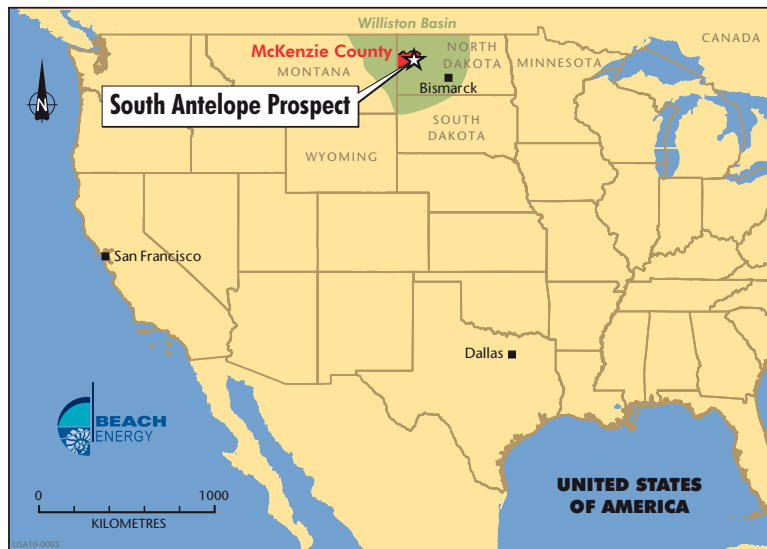 Williston Basin
CANADA
McKenzie County
NORTH
DAKOTA
MONTANA
MINNESOTA
Bismarck
South Antelope Prospect
N
SOUTH
DAKOTA
WYOMING
San Francisco
Dallas
BEACH
ENERGY
UNITED STATES
OF AMERICA
0 1000
KILOMETRES
USA10-0003